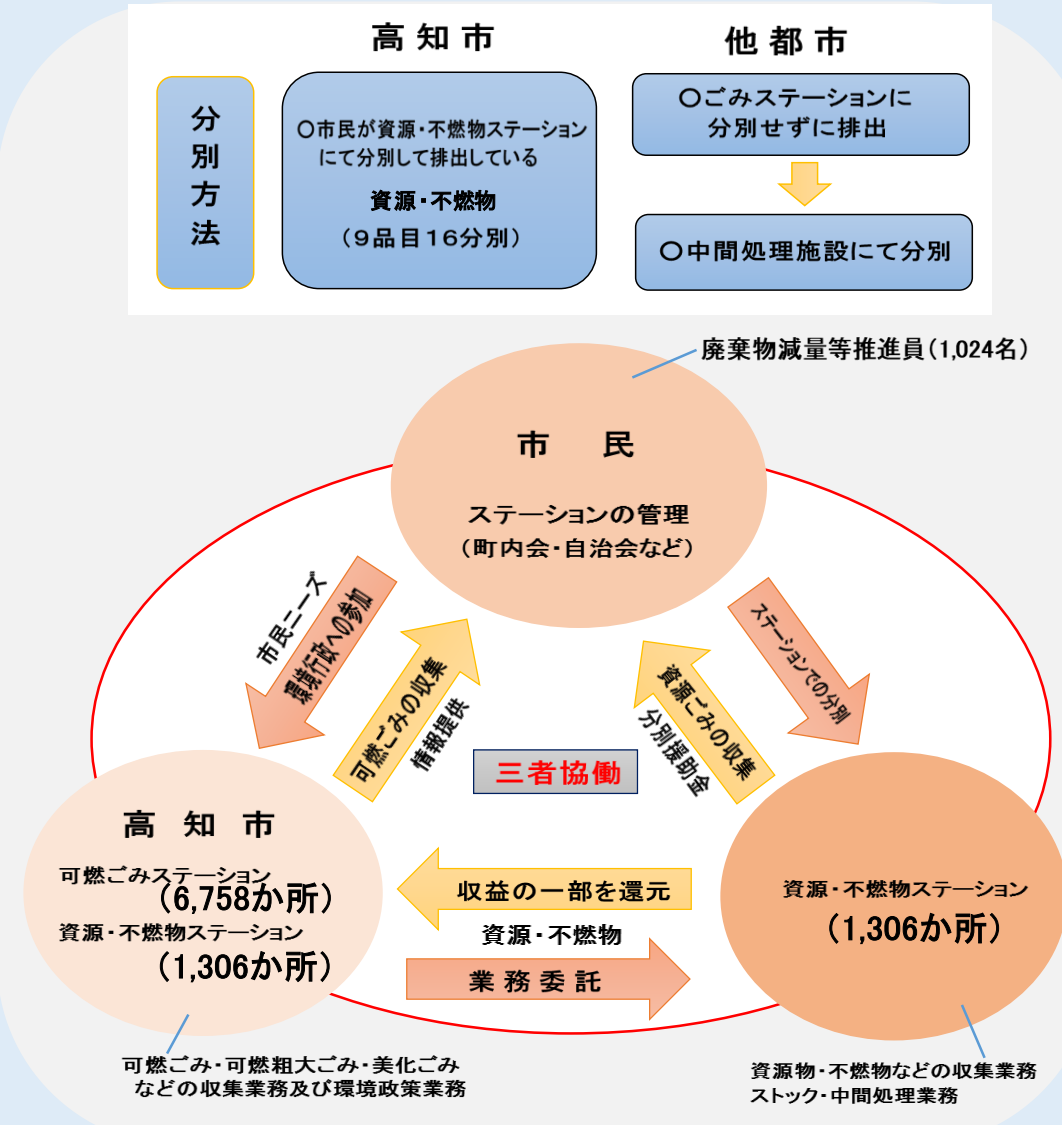 高知市
他都市
分別方法
〇市民が資源・不燃物ステーション
にて分別して排出している
資源・不燃物
（9品目16分別）
〇ごみステーションに
分別せずに排出
〇中間処理施設にて分別
廃棄物減量等推進員（1,024名）
市　民
ステーションの管理
（町内会・自治会など）
市民ニーズ
環境行政への参加
可燃ごみの収集
情報提供
ステーションでの分別
資源ごみの収集
分別援助金
三者協働
高知市
可燃ごみステーション
（6,758か所）
資源・不燃物ステーション
（1,306か所）
収益の一部を還元
資源・不燃物
業務委託
資源・不燃物ステーション
（1,306か所）
可燃ごみ・可燃粗大ごみ・美化ごみ
などの収集業務及び環境政策業務
資源物・不燃物などの収集業務
ストック・中間処理業務